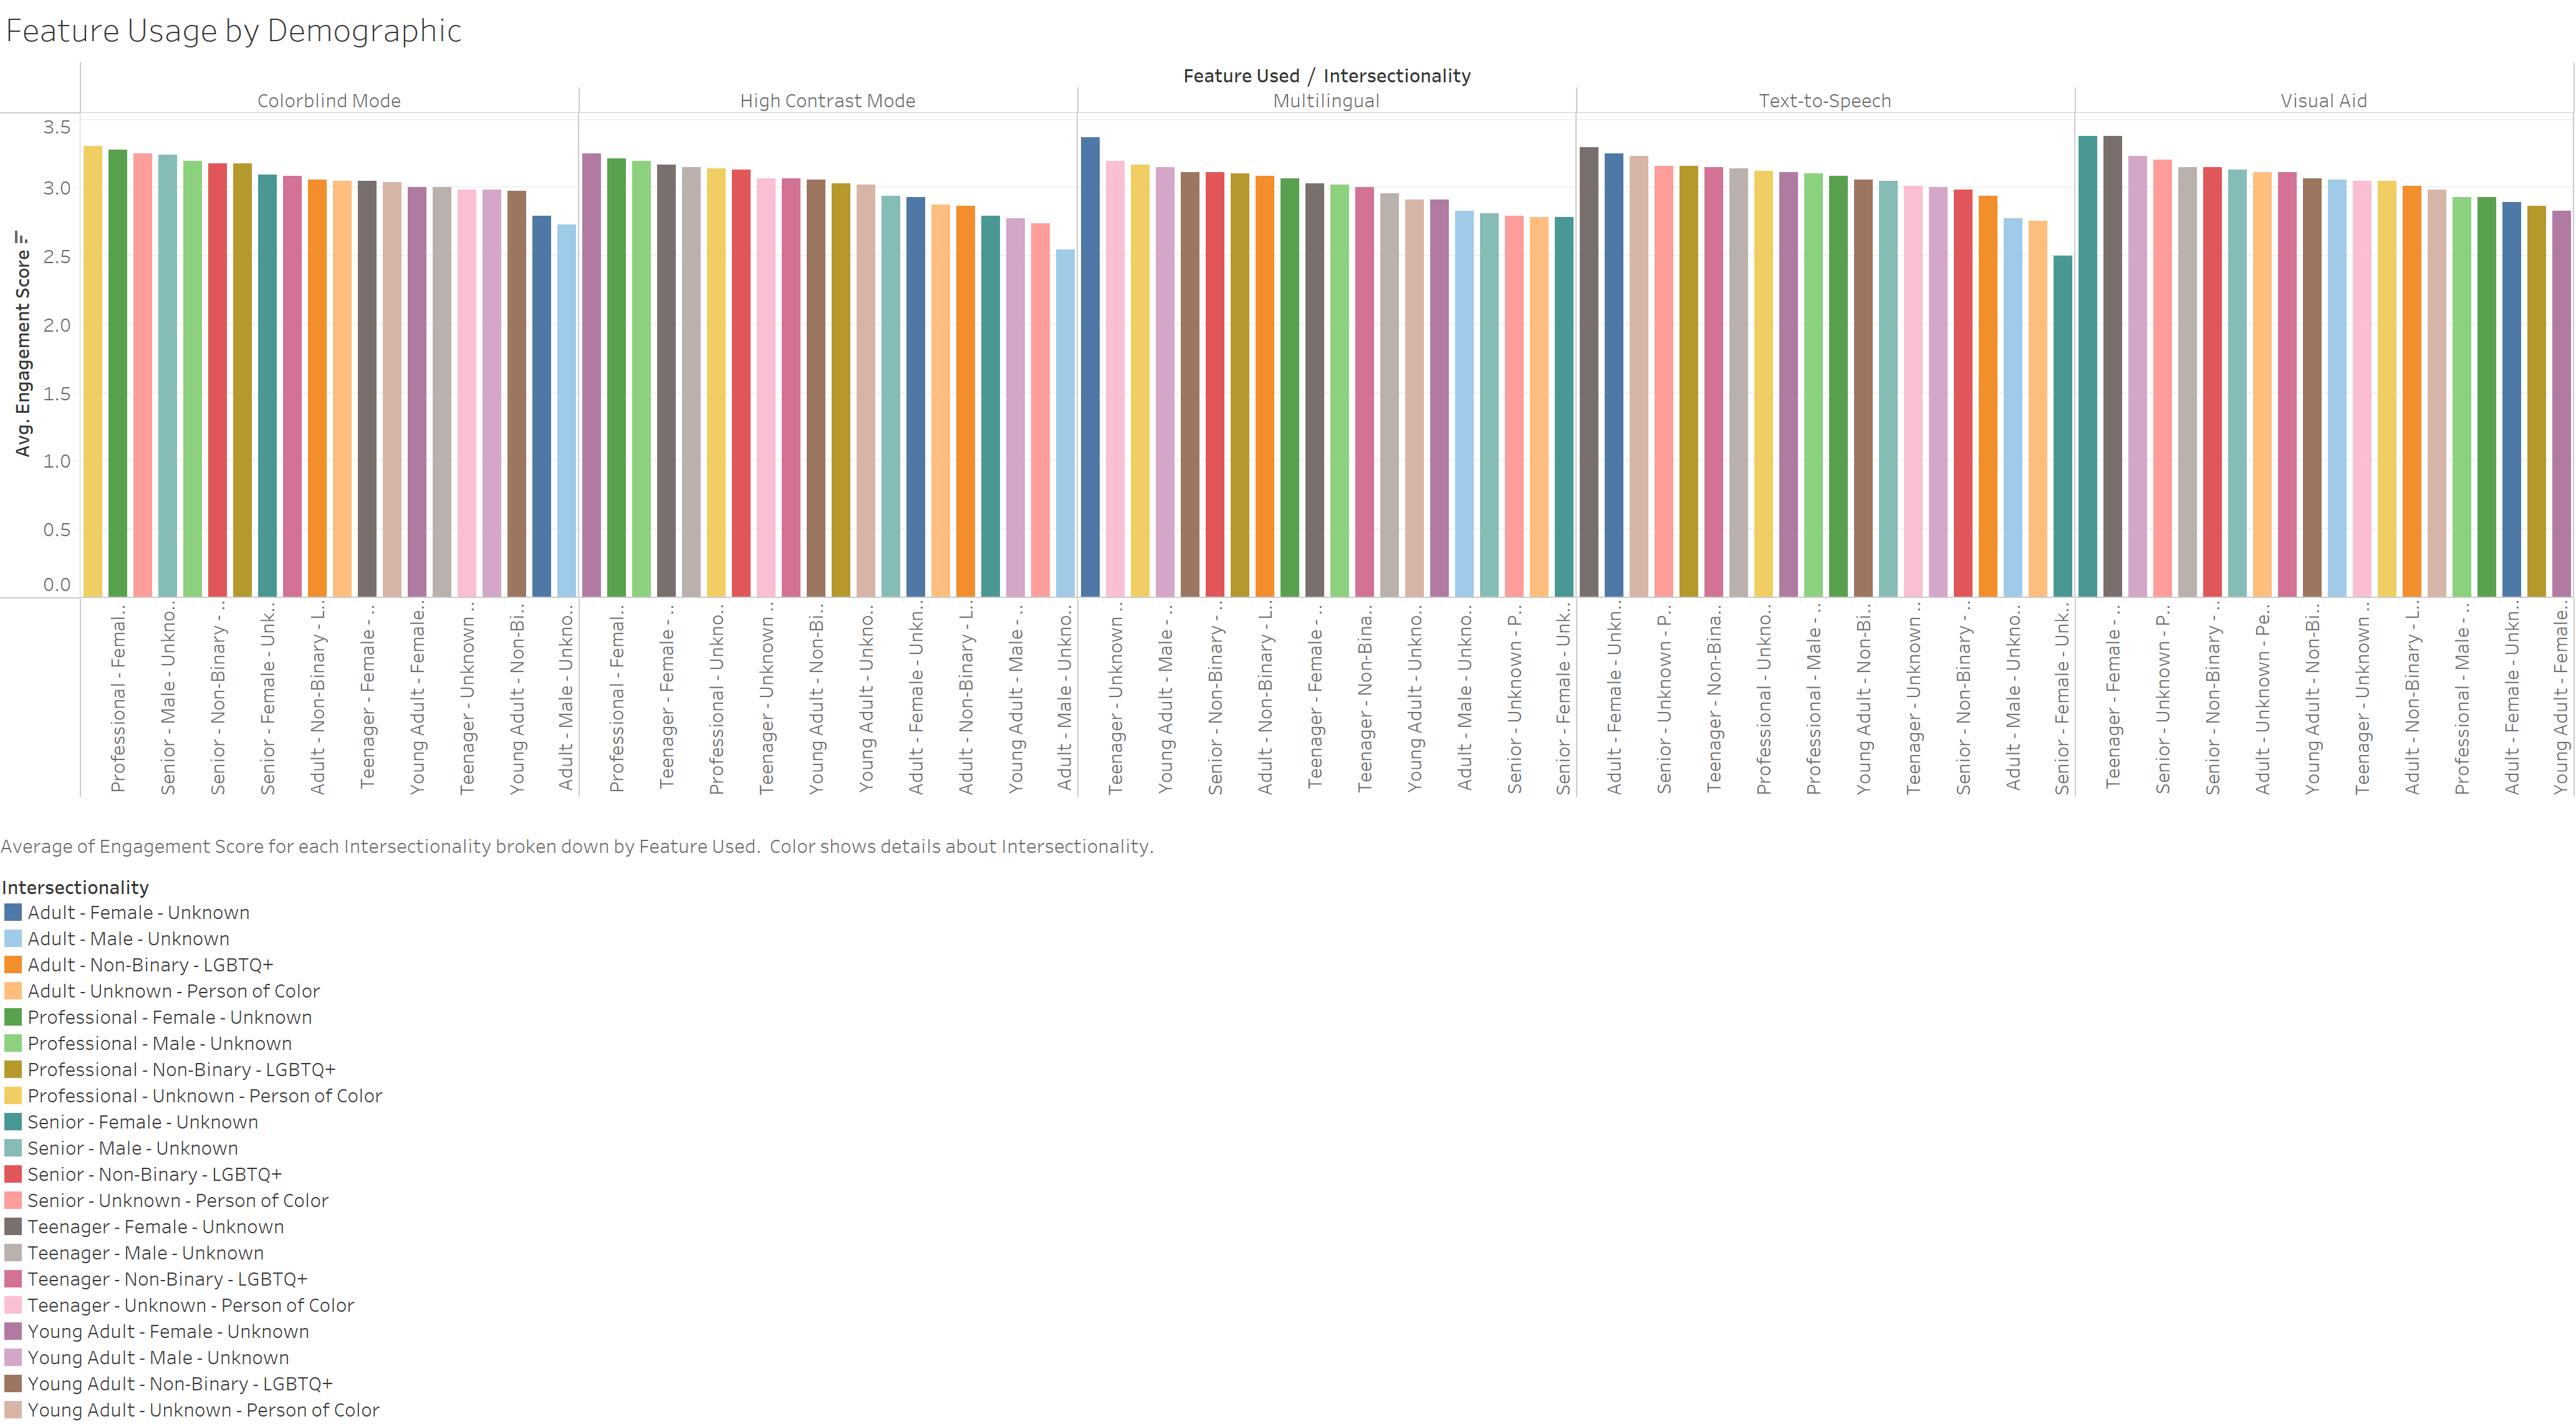 Feature Usage by Demographic
Feature Used / Intersectionality
Colorblind Mode
High Contrast Mode
Multilingual
Text-to-Speech
Visual Aid
Avg. Engagement Score
3.5
3.0
2.5
2.0
1.5
1.0
0.5
0.0
Professional - Femal..
Senior - Male - Unkno..
Senior - Non-Binary - ..
Senior - Female - Unk..
Adult - Non-Binary - L..
Teenager - Female - ..
Young Adult - Female..
Teenager - Unknown ..
Young Adult - Non-Bi..
Adult - Male - Unkno..
Professional - Femal..
Teenager - Female - ..
Professional - Unkno..
Teenager - Unknown ..
Young Adult - Non-Bi..
Young Adult - Unkno..
Adult - Female - Unkn..
Adult - Non-Binary - L..
Young Adult - Male - ..
Adult - Male - Unkno..
Teenager - Unknown ..
Young Adult - Male - ..
Senior - Non-Binary - ..
Adult - Non-Binary - L..
Teenager - Female - ..
Teenager - Non-Bina..
Young Adult - Unkno..
Adult - Male - Unkno..
Senior - Unknown - P..
Senior - Female - Unk..
Adult - Female - Unkn..
Senior - Unknown - P..
Teenager - Non-Bina..
Professional - Unkno..
Professional - Male - ..
Young Adult - Non-Bi..
Teenager - Unknown ..
Senior - Non-Binary - ..
Adult - Male - Unkno..
Senior - Female - Unk..
Teenager - Female - ..
Senior - Unknown - P..
Senior - Non-Binary - ..
Adult - Unknown - Pe..
Young Adult - Non-Bi..
Teenager - Unknown ..
Adult - Non-Binary - L..
Professional - Male - ..
Adult - Female - Unkn..
Young Adult - Female..
Average of Engagement Score for each Intersectionality broken down by Feature Used.  Color shows details about Intersectionality.
Intersectionality
Adult - Female - Unknown
Adult - Male - Unknown
Adult - Non-Binary - LGBTQ+
Adult - Unknown - Person of Color
Professional - Female - Unknown
Professional - Male - Unknown
Professional - Non-Binary - LGBTQ+
Professional - Unknown - Person of Color
Senior - Female - Unknown
Senior - Male - Unknown
Senior - Non-Binary - LGBTQ+
Senior - Unknown - Person of Color
Teenager - Female - Unknown
Teenager - Male - Unknown
Teenager - Non-Binary - LGBTQ+
Teenager - Unknown - Person of Color
Young Adult - Female - Unknown
Young Adult - Male - Unknown
Young Adult - Non-Binary - LGBTQ+
Young Adult - Unknown - Person of Color